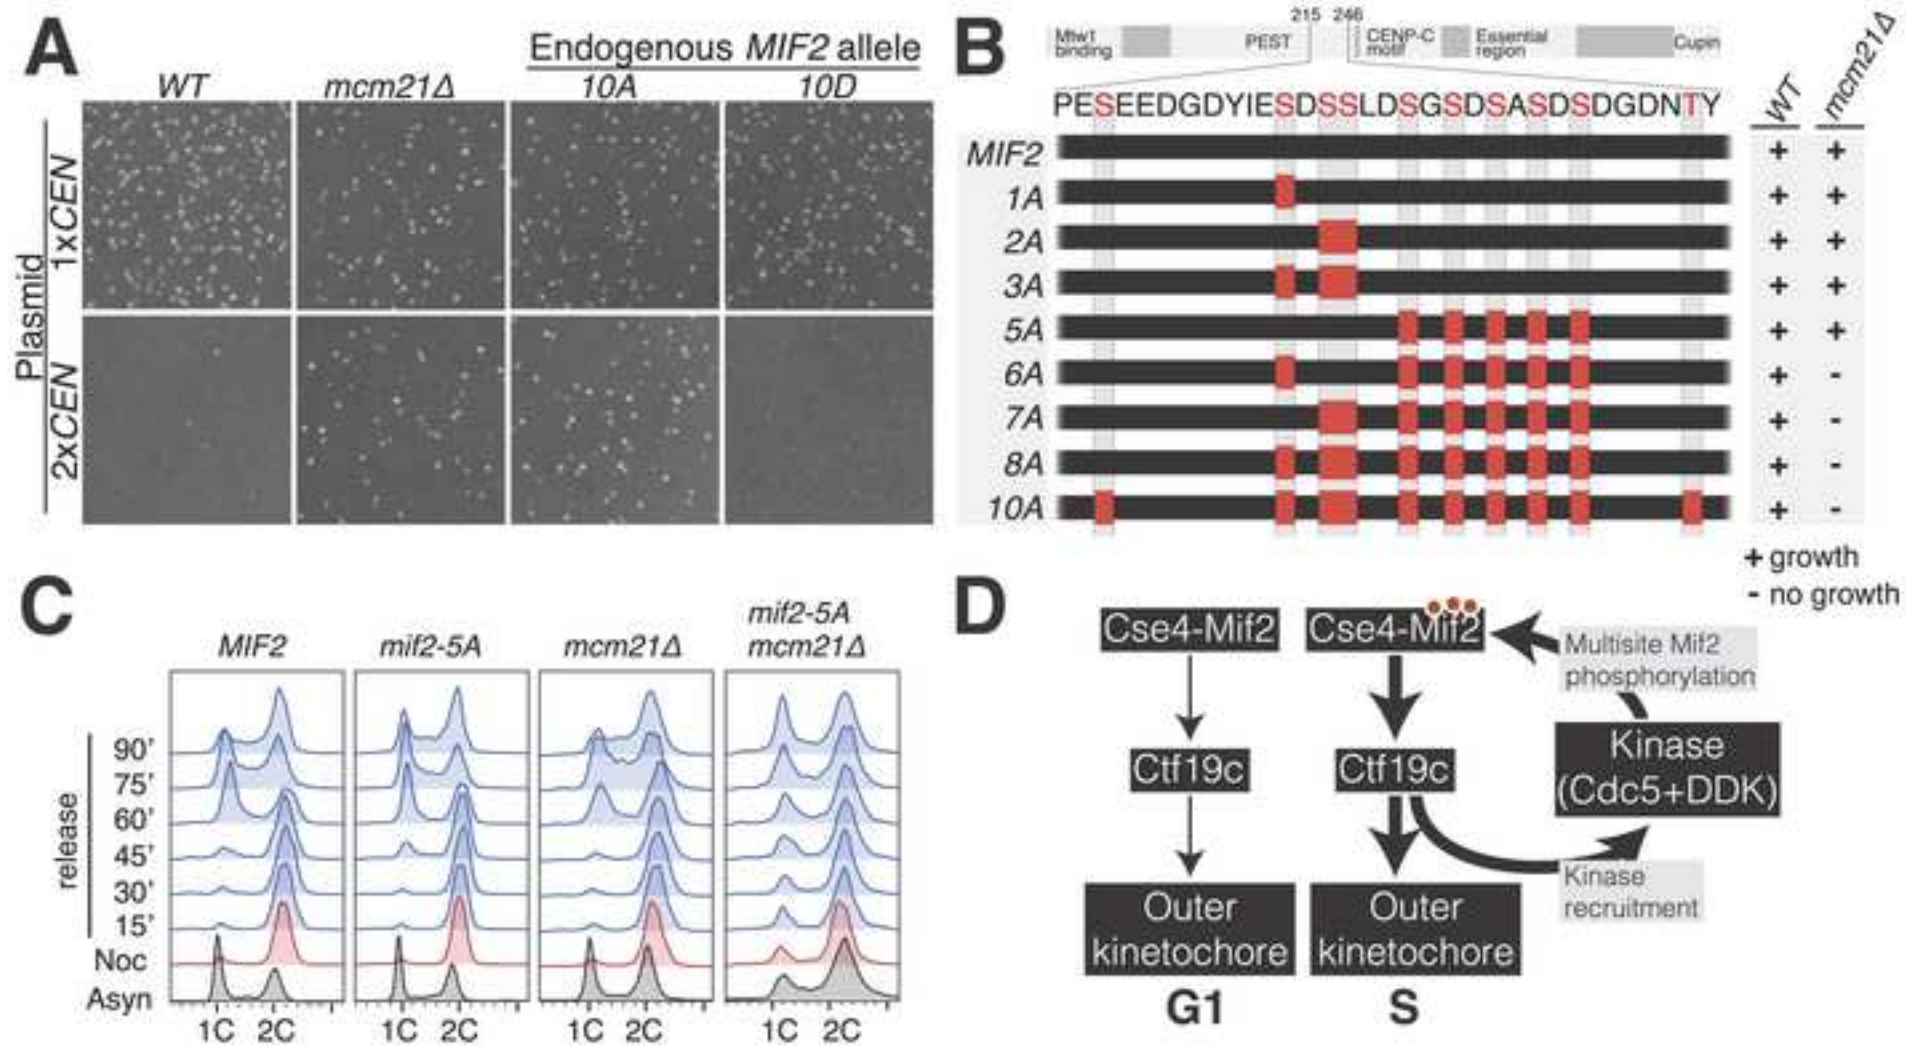 A
Endogenous MIF2 allele
WT mcm21Δ 10A 10D
Plasmid
1xCEN
2xCEN
B
215 246
Mtw1 binding
PEST
CENP-C motif
Essential region
Cupin
PESEEDGDYIESDSSLDSGSDSASDSDGDNTY
WT mcm21Δ
MIF2 + +
1A + +
2A + +
3A + +
5A + +
6A + -
7A + -
8A + -
10A + -
+ growth
- no growth
C
MIF2 mif2-5A mcm21Δ mif2-5A mcm21Δ
release
90'
75'
60'
45'
30'
15'
Noc
Asyn
1C 2C 1C 2C 1C 2C 1C 2C
D
Cse4-Mif2 Cse4-Mif2
Multisite Mif2
phosphorylation
Ctf19c Ctf19c
Kinase
(Cdc5+DDK)
Kinase
recruitment
Outer
kinetochore
Outer
kinetochore
G1 S